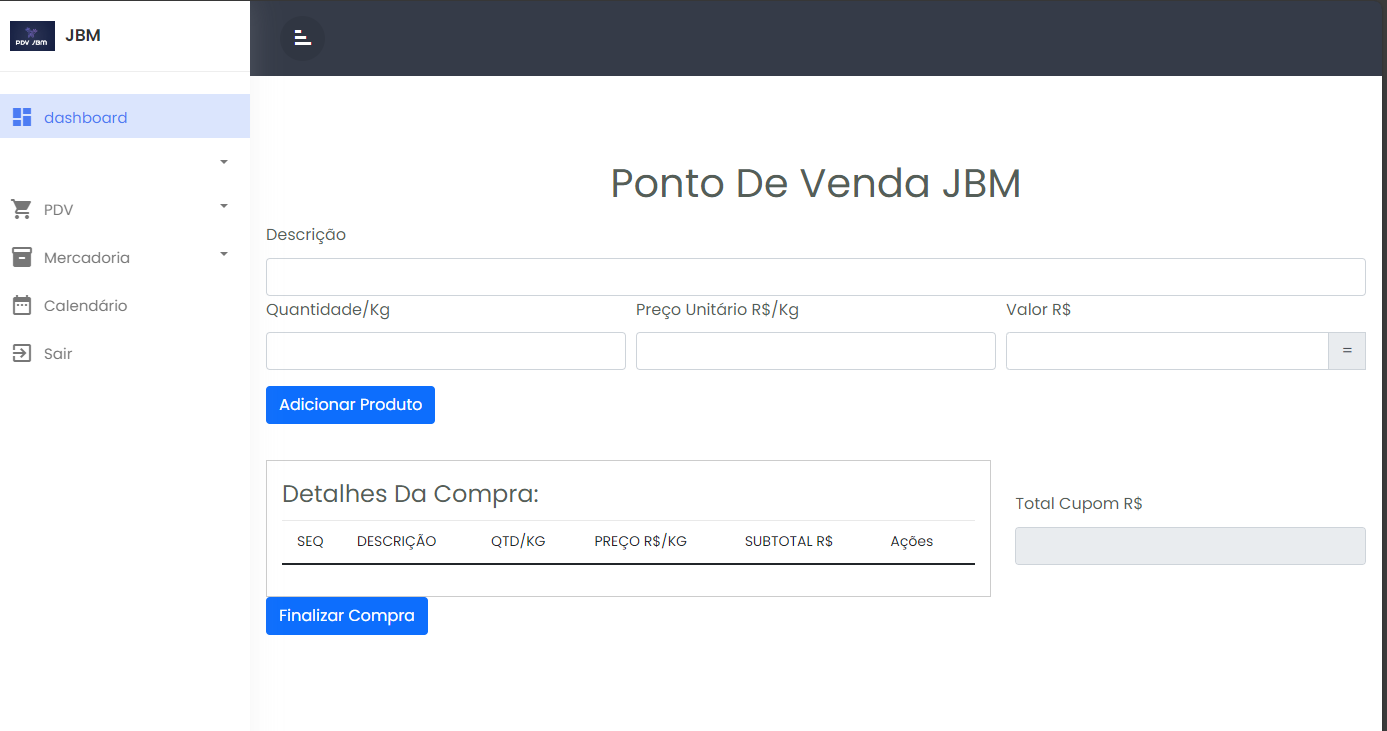 PDV JBM
JBM
dashboard
PDV
Mercadoria
Calendário
Sair
Ponto De Venda JBM
Descrição
Quantidade/Kg Preço Unitário R$/Kg Valor R$
=
Adicionar Produto
Detalhes Da Compra:
SEQ DESCRIÇÃO QTD/KG PREÇO R$/KG SUBTOTAL R$ Ações
Total Cupom R$
Finalizar Compra